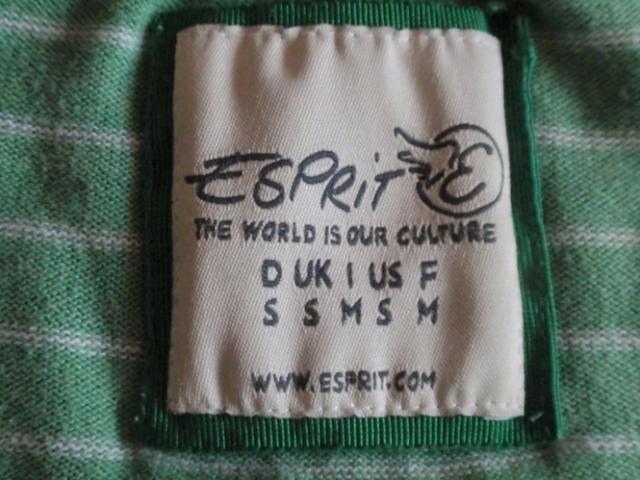 ESPRIT E
THE WORLD IS OUR CULTURE
D UK I US F
S S M S M
WWW.ESPRIT.COM